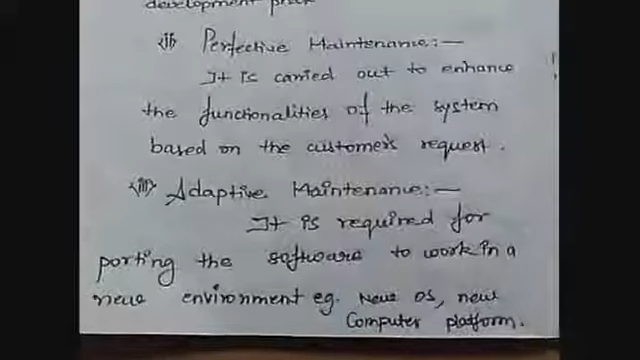 development
(ii) Perfective Maintenance:—
It is carried out to enhance
the functionalities of the system
based on the customer's request.
(iii) Adaptive Maintenance:—
It is required for
porting the software to work in a
new environment eg. New OS, new
Computer platform.